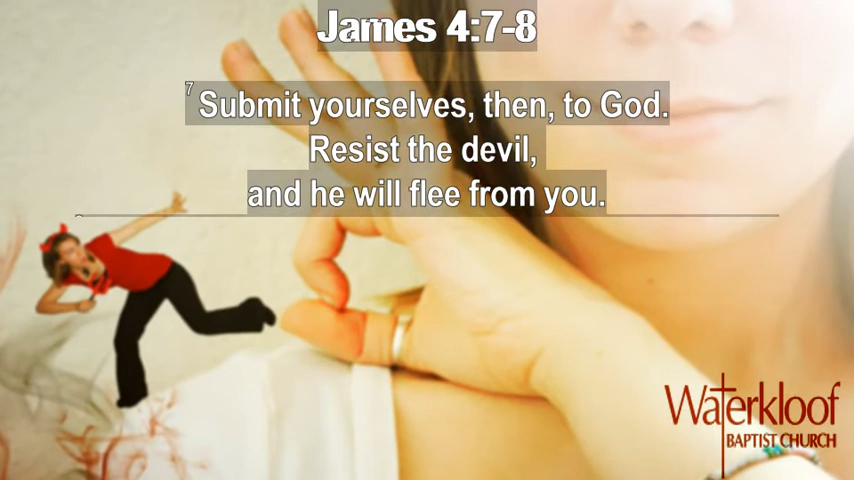 James 4:7-8
7 Submit yourselves, then, to God.
Resist the devil,
and he will flee from you.
Waterkloof
BAPTIST CHURCH